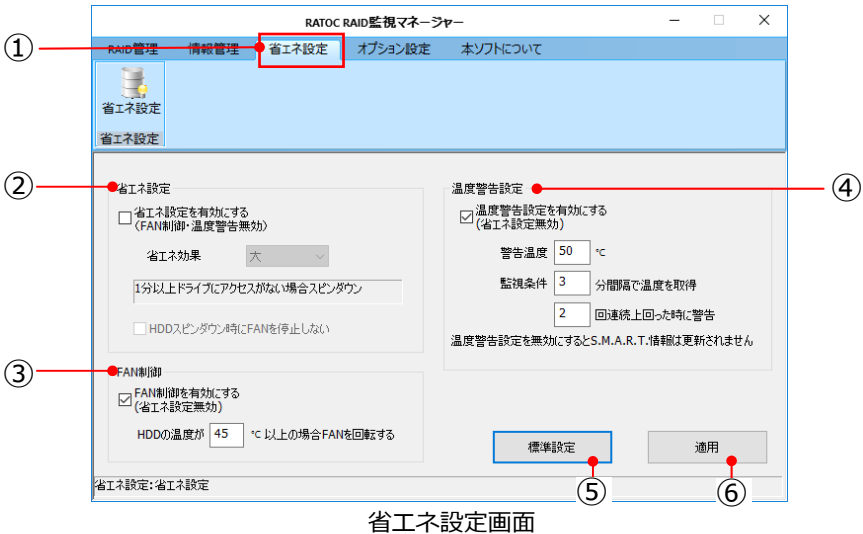 RATOC RAID監視マネージャー
①
RAID管理 情報管理 省エネ設定 オプション設定 本ソフトについて
省エネ設定
省エネ設定
②
省エネ設定
省エネ設定を有効にする
(FAN制御・温度警告無効)
省エネ効果 大
1分以上ドライブにアクセスがない場合スピンダウン
HDDスピンダウン時にFANを停止しない
③
FAN制御
FAN制御を有効にする
(省エネ設定無効)
HDDの温度が 45 ℃ 以上の場合FANを回転する
④
温度警告設定
温度警告設定を有効にする
(省エネ設定無効)
警告温度 50 ℃
監視条件 3 分間隔で温度を取得
2 回連続上回った時に警告
温度警告設定を無効にするとS.M.A.R.T.情報は更新されません
標準設定 適用
⑤ ⑥
省エネ設定:省エネ設定
省エネ設定画面